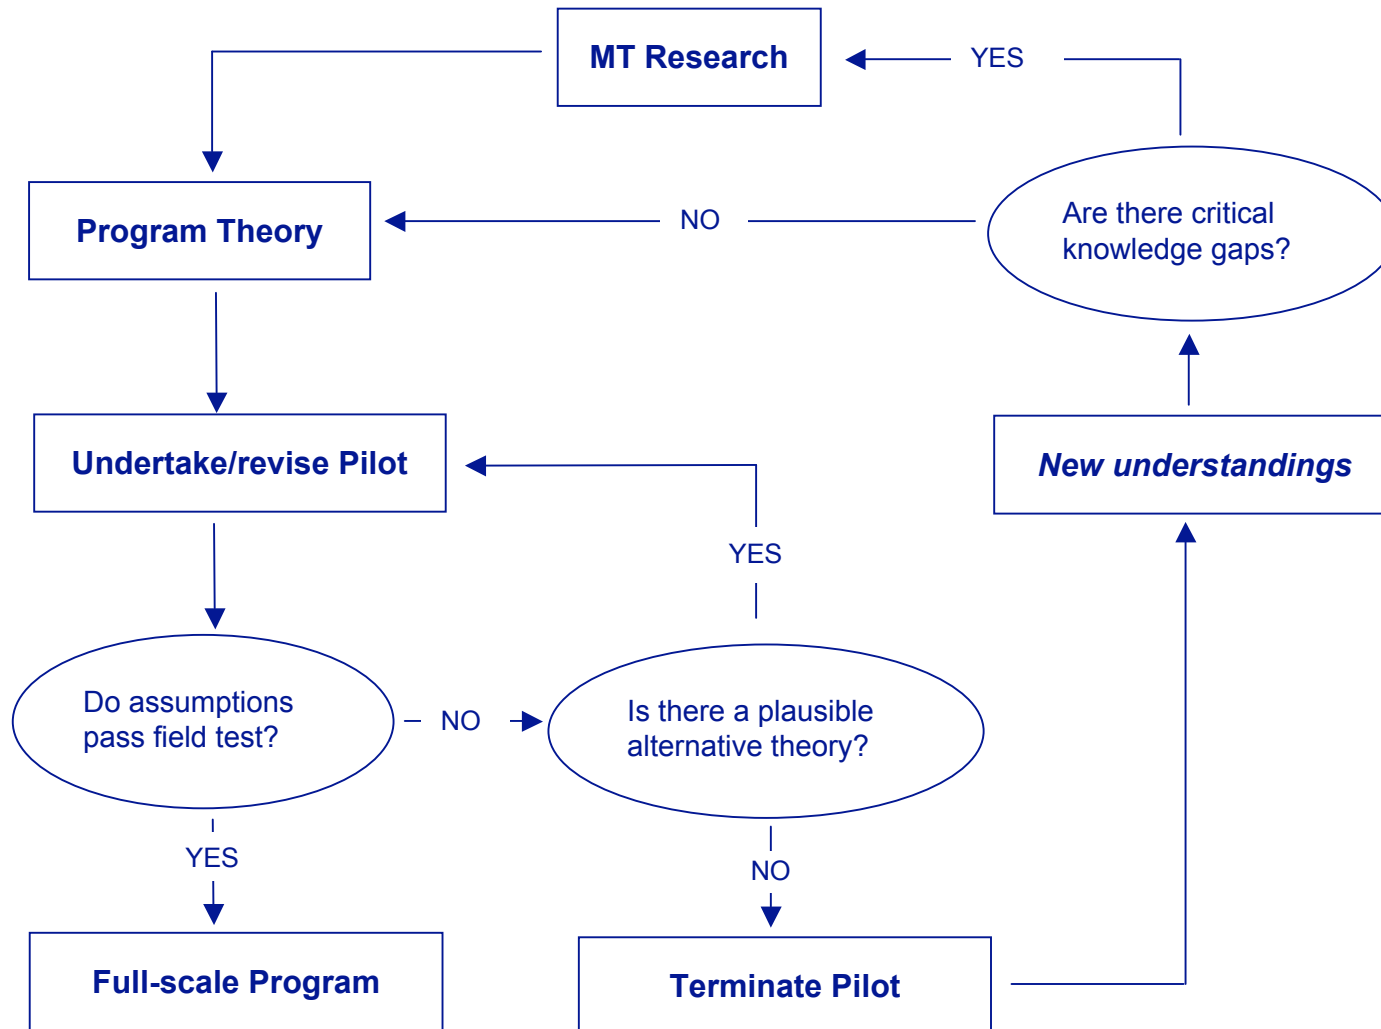 MT Research
YES
Program Theory
NO
Are there critical
knowledge gaps?
Undertake/revise Pilot
New understandings
YES
Do assumptions
pass field test?
NO
Is there a plausible
alternative theory?
YES
NO
Full-scale Program
Terminate Pilot